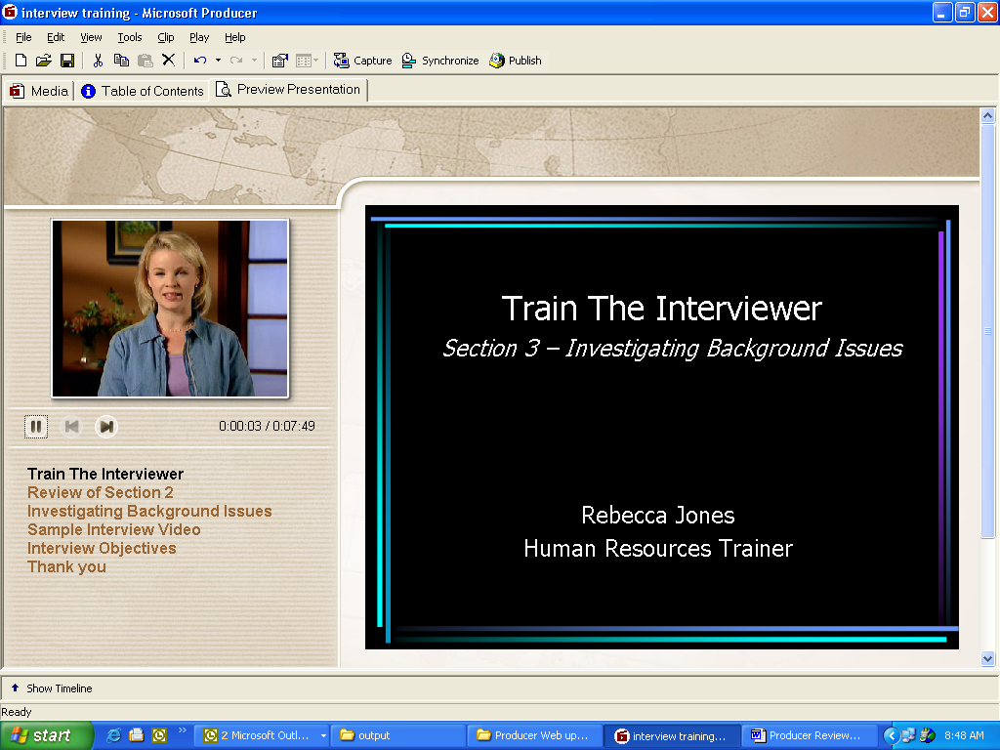 interview training - Microsoft Producer
File Edit View Tools Clip Play Help
Capture Synchronize Publish
Media Table of Contents Preview Presentation
Train The Interviewer
Section 3 – Investigating Background Issues
Rebecca Jones
Human Resources Trainer
0:00:03 / 0:07:49
Train The Interviewer
Review of Section 2
Investigating Background Issues
Sample Interview Video
Interview Objectives
Thank you
Show Timeline
Ready
start » 2 Microsoft Outl... output Producer Web up... interview training... Producer Review... 8:48 AM